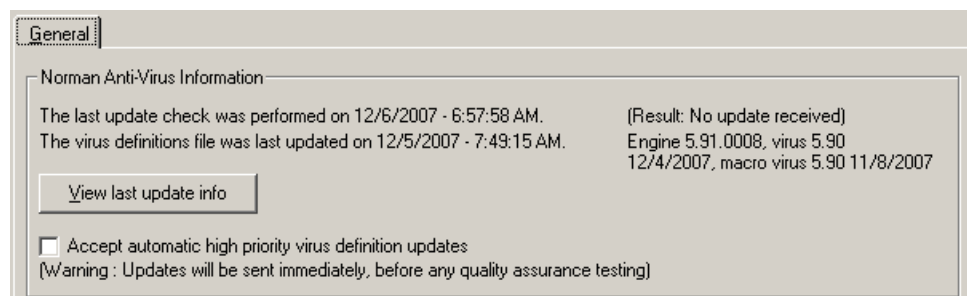 General
Norman Anti-Virus Information
The last update check was performed on 12/6/2007 - 6:57:58 AM.
(Result: No update received)
The virus definitions file was last updated on 12/5/2007 - 7:49:15 AM.
Engine 5.91.0008, virus 5.90
12/4/2007, macro virus 5.90 11/8/2007
View last update info
Accept automatic high priority virus definition updates
(Warning : Updates will be sent immediately, before any quality assurance testing)